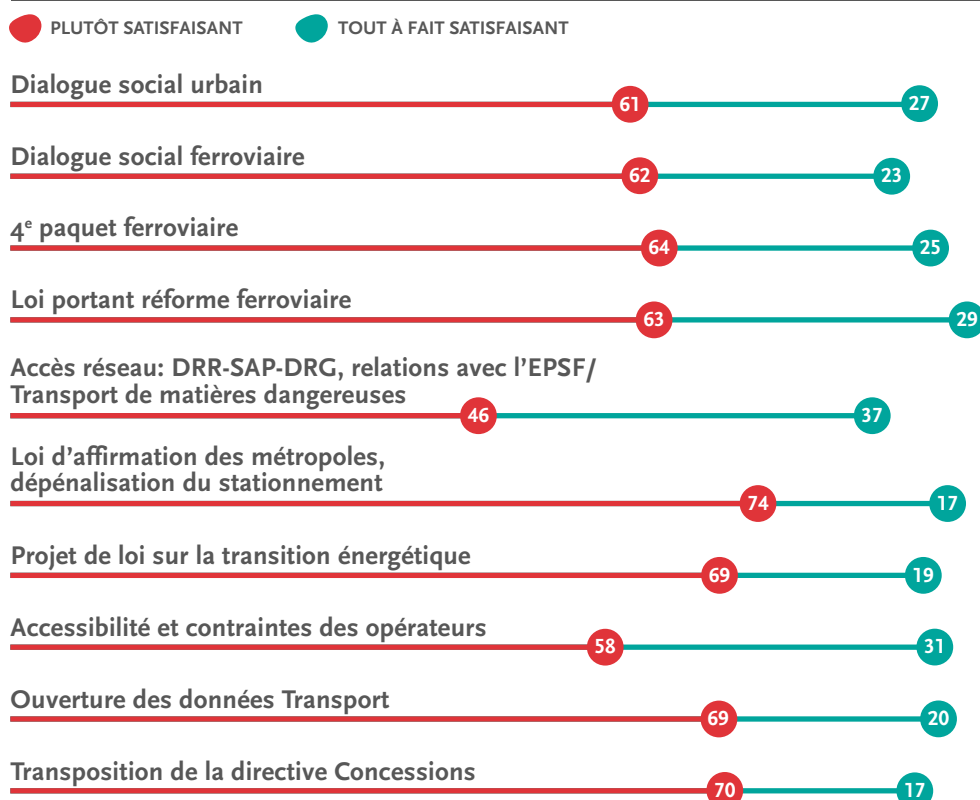 PLUTÔT SATISFAISANT TOUT À FAIT SATISFAISANT
Dialogue social urbain
61 27
Dialogue social ferroviaire
62 23
4e paquet ferroviaire
64 25
Loi portant réforme ferroviaire
63 29
Accès réseau: DRR-SAP-DRG, relations avec l’EPSF/
Transport de matières dangereuses
46 37
Loi d’affirmation des métropoles,
dépénalisation du stationnement
74 17
Projet de loi sur la transition énergétique
69 19
Accessibilité et contraintes des opérateurs
58 31
Ouverture des données Transport
69 20
Transposition de la directive Concessions
70 17